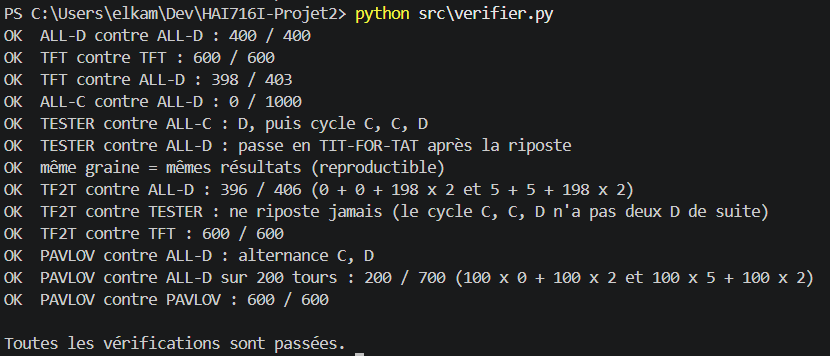 PS C:\Users\elkam\Dev\HAI716I-Projet2> python src\verifier.py
OK  ALL-D contre ALL-D : 400 / 400
OK  TFT contre TFT : 600 / 600
OK  TFT contre ALL-D : 398 / 403
OK  ALL-C contre ALL-D : 0 / 1000
OK  TESTER contre ALL-C : D, puis cycle C, C, D
OK  TESTER contre ALL-D : passe en TIT-FOR-TAT après la riposte
OK  même graine = mêmes résultats (reproductible)
OK  TF2T contre ALL-D : 396 / 406 (0 + 0 + 198 x 2 et 5 + 5 + 198 x 2)
OK  TF2T contre TESTER : ne riposte jamais (le cycle C, C, D n'a pas deux D de suite)
OK  TF2T contre TFT : 600 / 600
OK  PAVLOV contre ALL-D : alternance C, D
OK  PAVLOV contre ALL-D sur 200 tours : 200 / 700 (100 x 0 + 100 x 2 et 100 x 5 + 100 x 2)
OK  PAVLOV contre PAVLOV : 600 / 600
Toutes les vérifications sont passées.